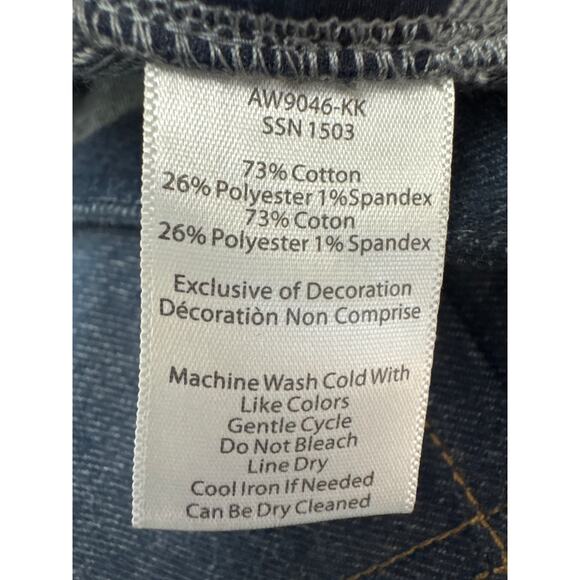 AW9046-KK
SSN 1503
73% Cotton
26% Polyester 1% Spandex
73% Coton
26% Polyester 1% Spandex
Exclusive of Decoration
Décoratiòn Non Comprise
Machine Wash Cold With
Like Colors
Gentle Cycle
Do Not Bleach
Line Dry
Cool Iron If Needed
Can Be Dry Cleaned